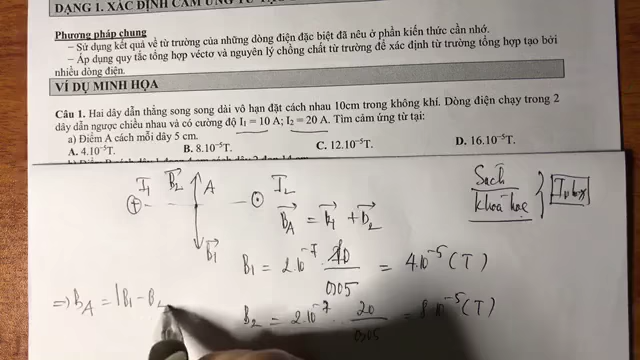 DẠNG 1. XÁC ĐỊNH CẢM ỨNG TỪ
Phương pháp chung
– Sử dụng kết quả về từ trường của những dòng điện đặc biệt đã nêu ở phần kiến thức cần nhớ.
– Áp dụng quy tắc tổng hợp véctơ và nguyên lý chồng chất từ trường để xác định từ trường tổng hợp tạo bởi
nhiều dòng điện.
VÍ DỤ MINH HỌA
Câu 1. Hai dây dẫn thẳng song song dài vô hạn đặt cách nhau 10cm trong không khí. Dòng điện chạy trong 2
dây dẫn ngược chiều nhau và có cường độ I₁ = 10 A; I₂ = 20 A. Tìm cảm ứng từ tại:
a) Điểm A cách mỗi dây 5 cm.
A. 4.10⁻⁵T. B. 8.10⁻⁵T. C. 12.10⁻⁵T. D. 16.10⁻⁵T.
I₁ B₂ A I₂
B₁
B_A = B₁ + B₂
Sách
khoá học
B₁ = 2.10⁻⁷. 10/0,05 = 4.10⁻⁵ (T)
B₂ = 2.10⁻⁷. 20/0,05 = 8.10⁻⁵ (T)
⇒ B_A = |B₁ - B₂